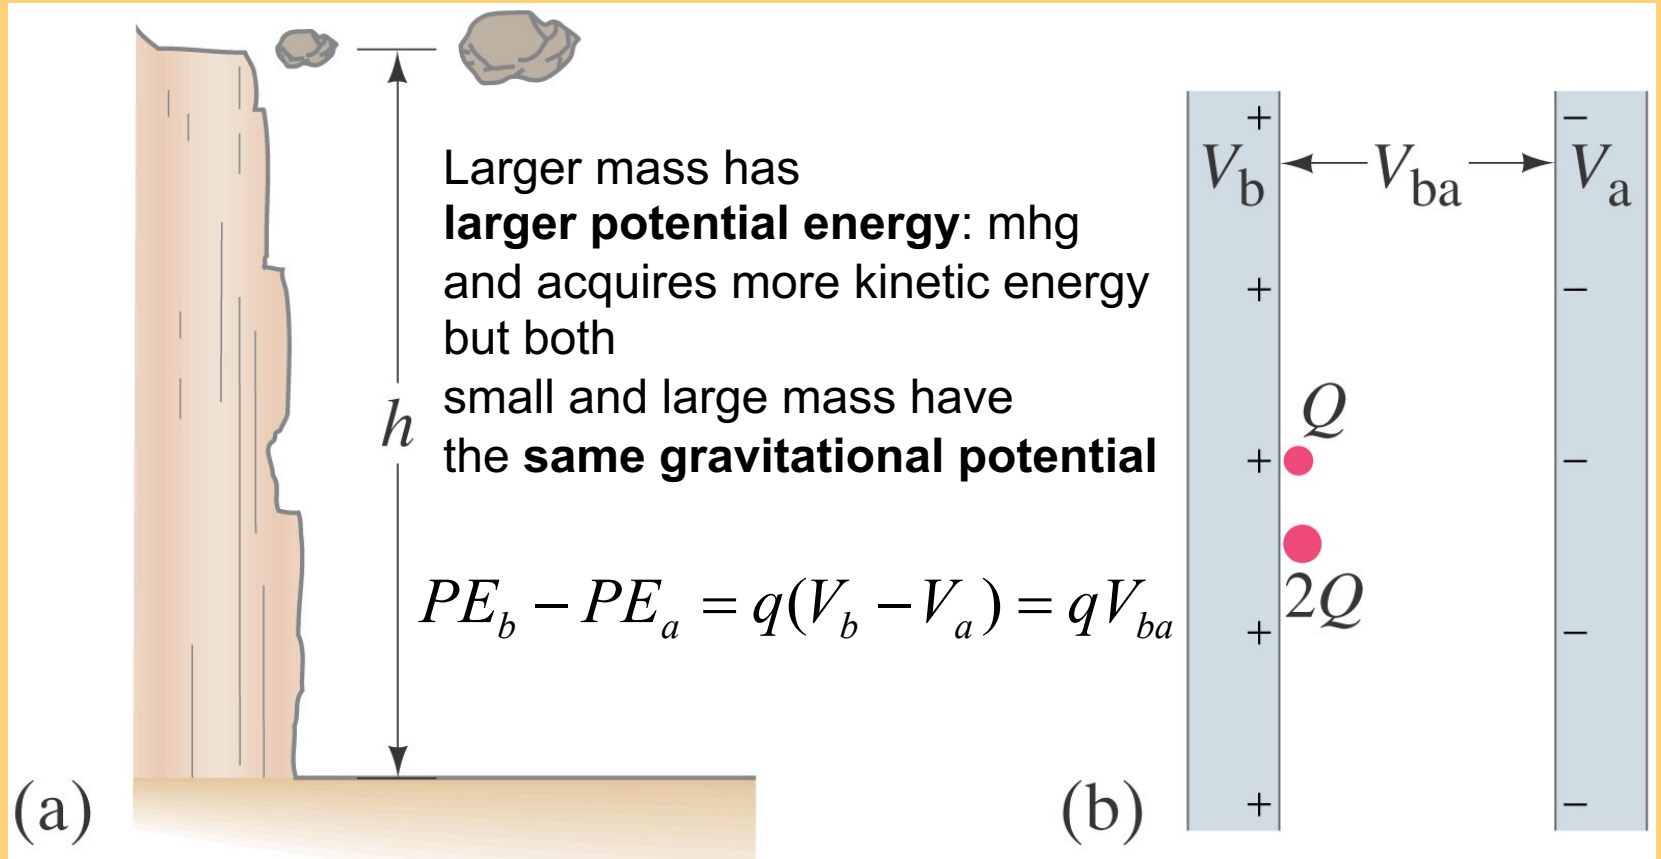 Larger mass has
larger potential energy: mhg
and acquires more kinetic energy
but both
small and large mass have
the same gravitational potential
h
PE_b − PE_a = q(V_b − V_a) = qV_ba
(a)
+ −
V_b V_ba V_a
+ −
Q
+ −
2Q
+ −
+ −
(b)